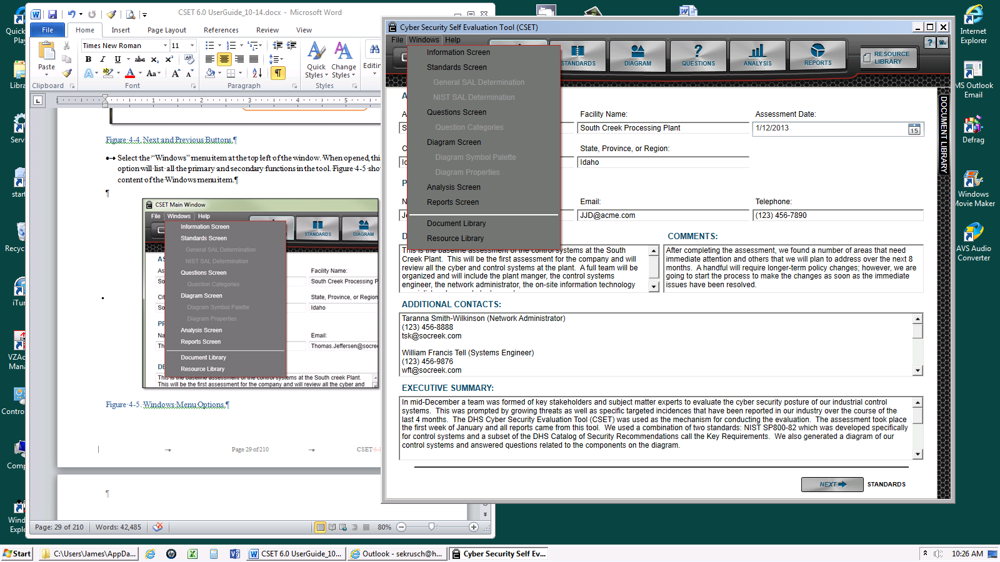 CSET 6.0 UserGuide_10-14.docx - Microsoft Word
File
Home
Insert
Page Layout
References
Review
View
Paste
Times New Roman
11
Quick Styles
Change Styles
Editin
Clipboard
Font
Paragraph
Styles
Figure 4-4. Next and Previous Buttons.¶
Select the “Windows” menu item at the top left of the window. When opened, this
option will list all the primary and secondary functions in the tool. Figure 4-5 sho
content of the Windows menu item.¶
CSET Main Window
File
Windows
Help
Information Screen
Standards Screen
General SAL Determination
NIST SAL Determination
Questions Screen
Question Categories
Diagram Screen
Diagram Symbol Palette
Diagram Properties
Analysis Screen
Reports Screen
Document Library
Resource Library
STANDARDS
DIAGRAM
Facility Name:
South Creek Processing P
State, Province, or Region
Idaho
Email:
Thomas.Jeffersen@socree
This is the baseline assessment of the control systems at the South creek Plant.
This will be the first assessment for the company and will review all the cyber and
Figure 4-5. Windows Menu Options.¶
Page 29 of 210
CSET
Page: 29 of 210
Words: 42,485
80%
Cyber Security Self Evaluation Tool (CSET)
File
Windows
Help
Information Screen
Standards Screen
General SAL Determination
NIST SAL Determination
Questions Screen
Question Categories
Diagram Screen
Diagram Symbol Palette
Diagram Properties
Analysis Screen
Reports Screen
Document Library
Resource Library
STANDARDS
DIAGRAM
QUESTIONS
ANALYSIS
REPORTS
RESOURCE
LIBRARY
DOCUMENT LIBRARY
Facility Name:
South Creek Processing Plant
Assessment Date:
1/12/2013
15
State, Province, or Region:
Idaho
Email:
JJD@acme.com
Telephone:
(123) 456-7890
This is the baseline assessment of the control systems at the South
Creek Plant. This will be the first assessment for the company and will
review all the cyber and control systems at the plant. A full team will be
organized and will include the plant manger, the control systems
engineer, the network administrator, the on-site information technology
COMMENTS:
After completing the assessment, we found a number of areas that need
immediate attention and others that we will plan to address over the next 8
months. A handful will require longer-term policy changes; however, we are
going to start the process to make the changes as soon as the immediate
issues have been resolved.
ADDITIONAL CONTACTS:
Taranna Smith-Wilkinson (Network Administrator)
(123) 456-8888
tsk@socreek.com
William Francis Tell (Systems Engineer)
(123) 456-9876
wft@socreek.com
EXECUTIVE SUMMARY:
In mid-December a team was formed of key stakeholders and subject matter experts to evaluate the cyber security posture of our industrial control
systems. This was prompted by growing threats as well as specific targeted incidences that have been reported in our industry over the course of the
last 4 months. The DHS Cyber Security Evaluation Tool (CSET) was used as the mechanism for conducting the evaluation. The assessment took place
the first week of January and all reports came from this tool. We used a combination of two standards: NIST SP800-82 which was developed specifically
for control systems and a subset of the DHS Catalog of Security Recommendations call the Key Requirements. We also generated a diagram of our
control systems and answered questions related to the components on the diagram.
NEXT
STANDARDS
Internet
Explorer
MS Outlook
Email
Defrag
Windows
Movie Maker
AVS Audio
Converter
Start
C:\Users\James\AppDa...
CSET 6.0 UserGuide_10...
Outlook - sekrusch@h...
Cyber Security Self Ev...
10:26 AM